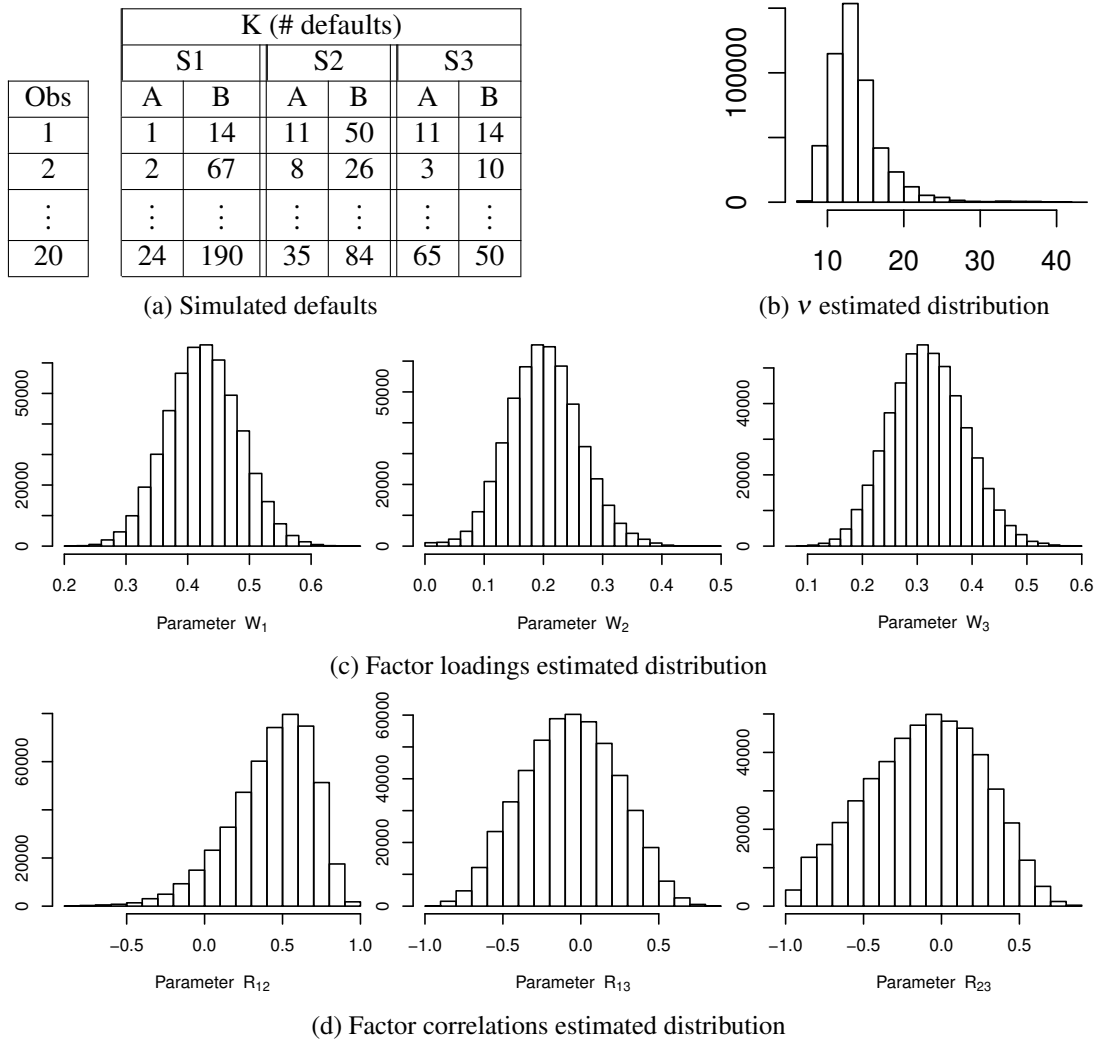 K (# defaults)
S1 S2 S3
Obs A B A B A B
1 1 14 11 50 11 14
2 2 67 8 26 3 10
⋮ ⋮ ⋮ ⋮ ⋮ ⋮ ⋮
20 24 190 35 84 65 50
(a) Simulated defaults
0 100000
10 20 30 40
(b) ν estimated distribution
0 20000 50000
0.2 0.3 0.4 0.5 0.6
Parameter W1
0 20000 50000
0.0 0.1 0.2 0.3 0.4 0.5
Parameter W2
0 20000 40000
0.1 0.2 0.3 0.4 0.5 0.6
Parameter W3
(c) Factor loadings estimated distribution
0 20000 60000
−0.5 0.0 0.5 1.0
Parameter R12
0 20000 40000 60000
−1.0 −0.5 0.0 0.5
Parameter R13
0 20000 40000
−1.0 −0.5 0.0 0.5
Parameter R23
(d) Factor correlations estimated distribution